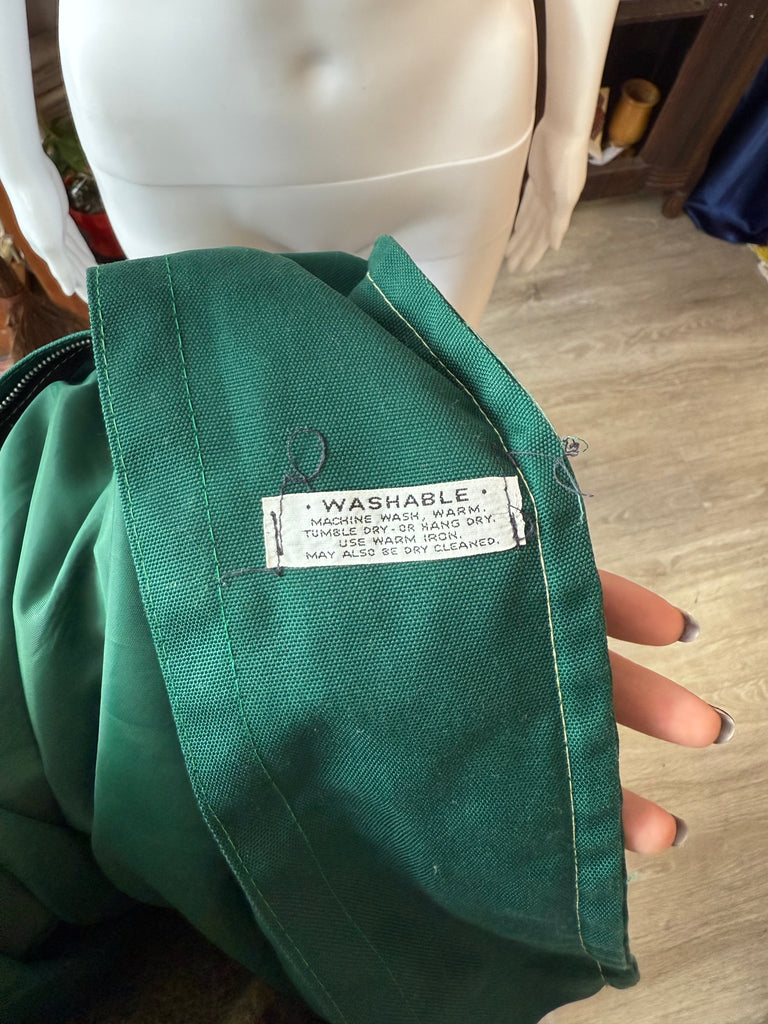 · WASHABLE ·
MACHINE WASH, WARM.
TUMBLE DRY-OR HANG DRY.
USE WARM IRON.
MAY ALSO BE DRY CLEANED.